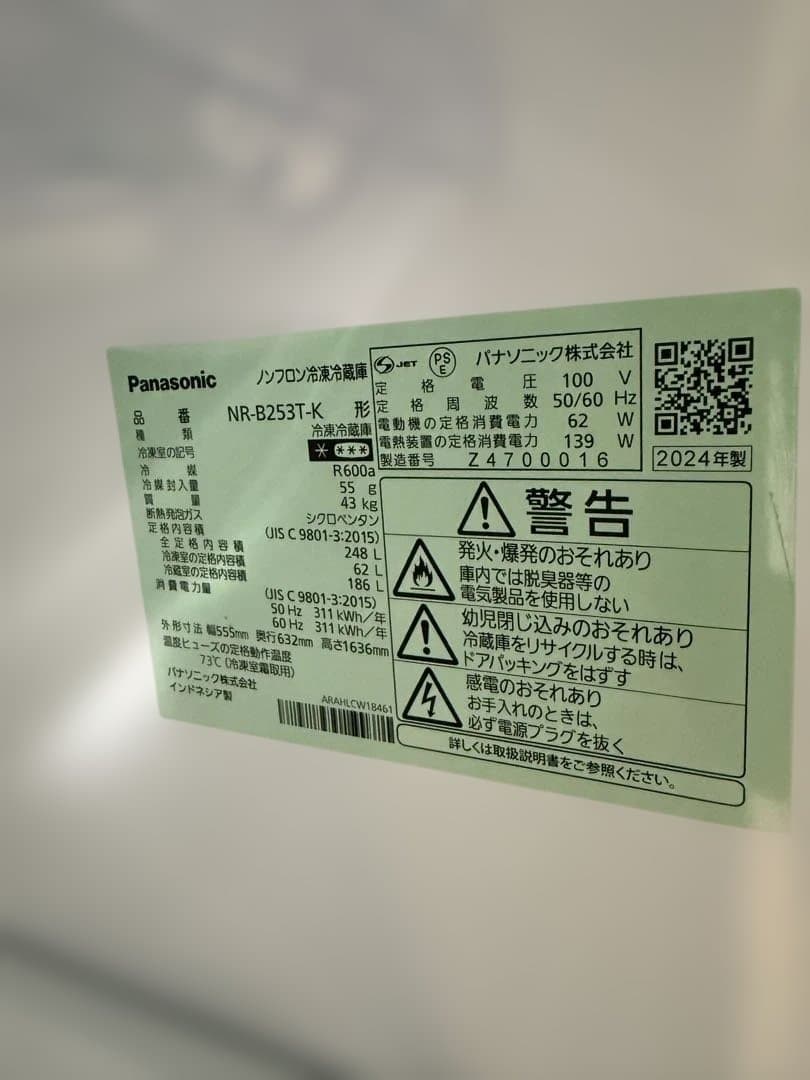 Panasonic ノンフロン冷凍冷蔵庫
品番 NR-B253T-K 形
種類 冷凍冷蔵庫
冷凍室の記号 * ***
冷媒 R600a
冷媒封入量 55 g
質量 43 kg
断熱発泡ガス シクロペンタン
定格内容積 (JIS C 9801-3:2015)
全定格内容積 248 L
冷凍室の定格内容積 62 L
冷蔵室の定格内容積 186 L
消費電力量 (JIS C 9801-3:2015)
50 Hz 311 kWh/年
60 Hz 311 kWh/年
外形寸法 幅555mm 奥行632mm 高さ1636mm
温度ヒューズの定格動作温度
73℃(冷凍室霜取用)
パナソニック株式会社
インドネシア製
ARAHLCW18461
JET PSE パナソニック株式会社
定格電圧 100 V
定格周波数 50/60 Hz
電動機の定格消費電力 62 W
電熱装置の定格消費電力 139 W
製造番号 Z4700016
2024年製
警告
発火・爆発のおそれあり
庫内では脱臭器等の
電気製品を使用しない
幼児閉じ込みのおそれあり
冷蔵庫をリサイクルする時は、
ドアパッキングをはずす
感電のおそれあり
お手入れのときは、
必ず電源プラグを抜く
詳しくは取扱説明書をご参照ください。